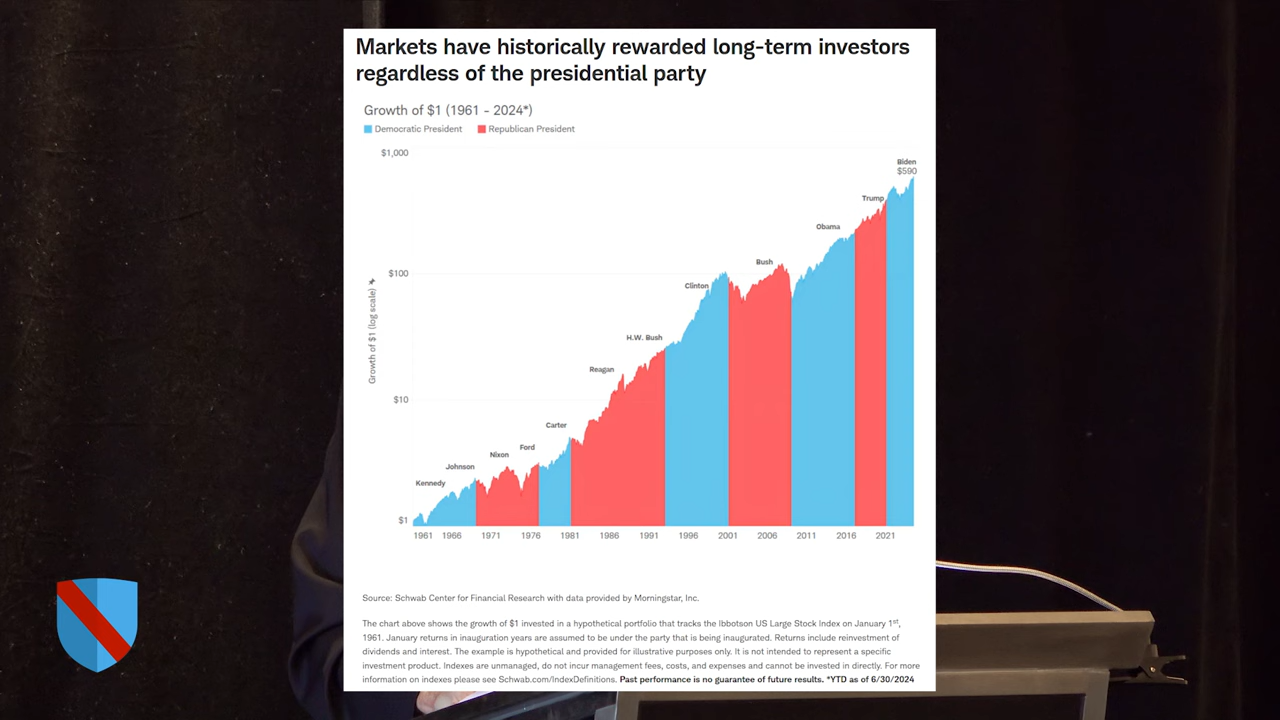 Markets have historically rewarded long-term investors
regardless of the presidential party
Growth of $1 (1961 - 2024*)
Democratic President Republican President
$1,000
$100
$10
$1
Growth of $1 (log scale)
Kennedy
Johnson
Nixon
Ford
Carter
Reagan
H.W. Bush
Clinton
Bush
Obama
Trump
Biden
$590
1961 1966 1971 1976 1981 1986 1991 1996 2001 2006 2011 2016 2021
Source: Schwab Center for Financial Research with data provided by Morningstar, Inc.
The chart above shows the growth of $1 invested in a hypothetical portfolio that tracks the Ibbotson US Large Stock Index on January 1st,
1961. January returns in inauguration years are assumed to be under the party that is being inaugurated. Returns include reinvestment of
dividends and interest. The example is hypothetical and provided for illustrative purposes only. It is not intended to represent a specific
investment product. Indexes are unmanaged, do not incur management fees, costs, and expenses and cannot be invested in directly. For more
information on indexes please see Schwab.com/IndexDefinitions. Past performance is no guarantee of future results. *YTD as of 6/30/2024